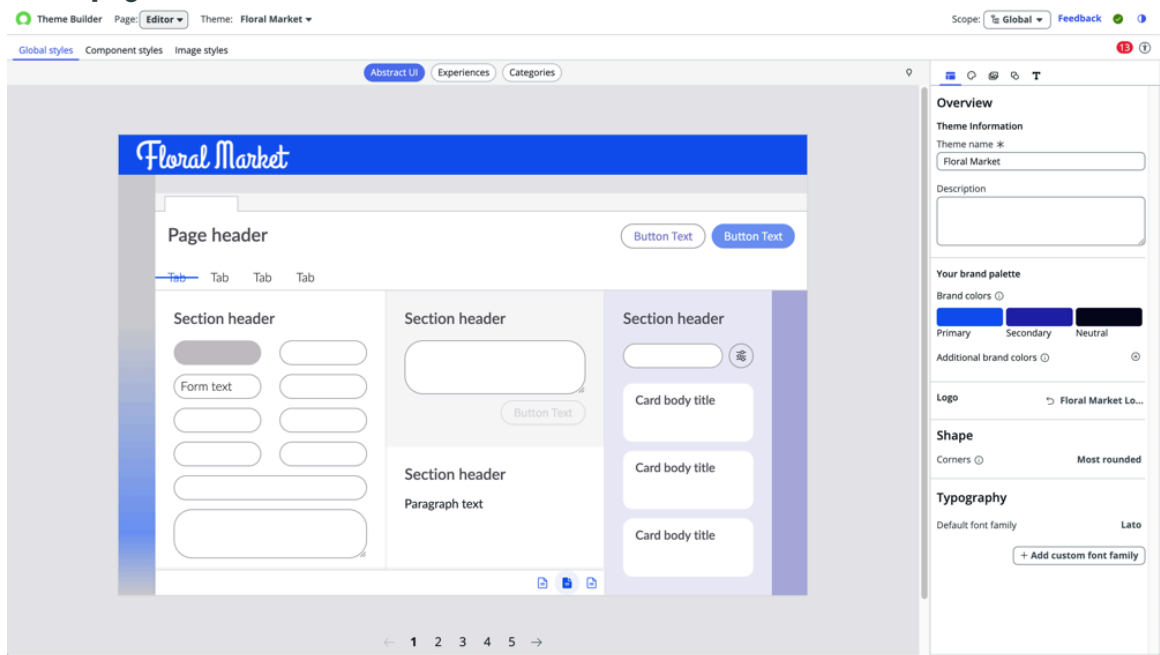 Theme Builder Page: Editor Theme: Floral Market Scope: Global Feedback
Global styles Component styles Image styles 13
Abstract UI Experiences Categories
Floral Market
Page header Button Text Button Text
Tab Tab Tab Tab
Section header Section header Section header
Form text
Button Text
Card body title
Section header
Paragraph text
Card body title
Card body title
← 1 2 3 4 5 →
Overview
Theme Information
Theme name *
Floral Market
Description
Your brand palette
Brand colors
Primary Secondary Neutral
Additional brand colors
Logo Floral Market Lo...
Shape
Corners Most rounded
Typography
Default font family Lato
+ Add custom font family